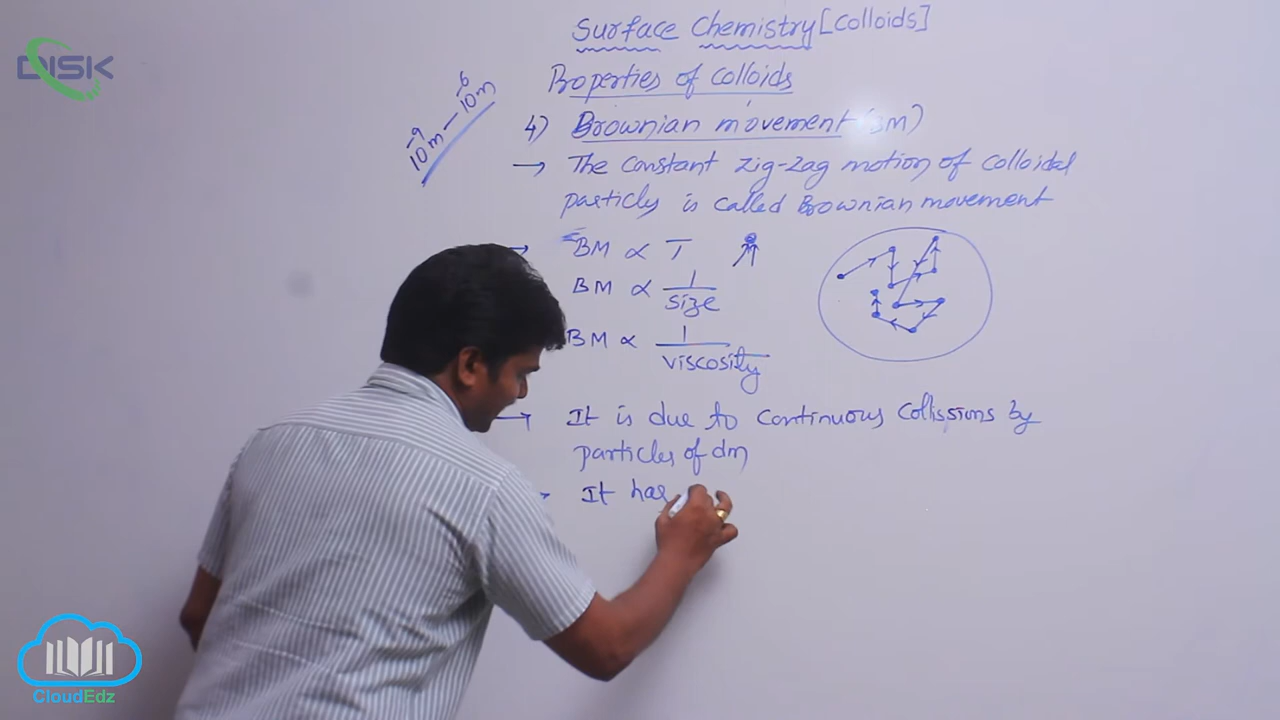 DISK
Surface Chemistry [Colloids]
Properties of colloids
10⁻⁹m — 10⁻⁶m
4) Brownian movement (BM)
→ The constant zig-zag motion of colloidal
particles is called Brownian movement
→ BM ∝ T
BM ∝ 1/size
BM ∝ 1/viscosity
→ It is due to continuous Collissions by
particles of dm
It has
CloudEdz